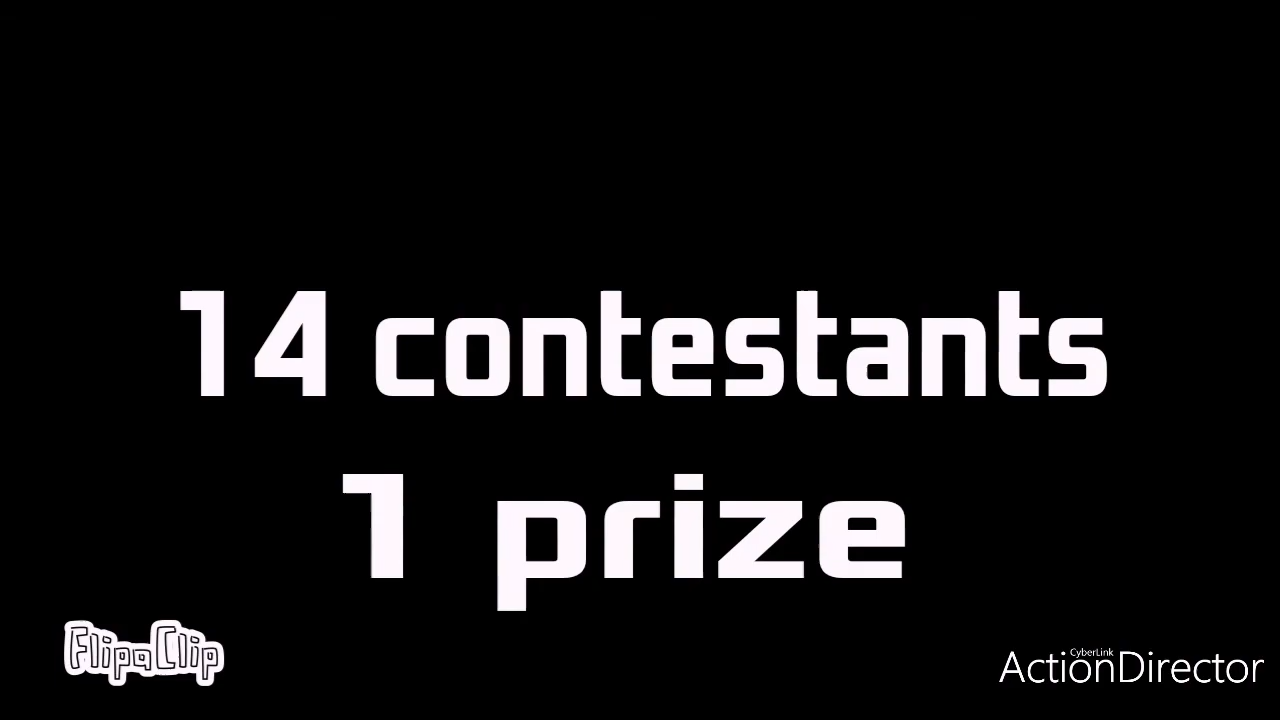 14 contestants
1 prize
FlipaClip
CyberLink
ActionDirector